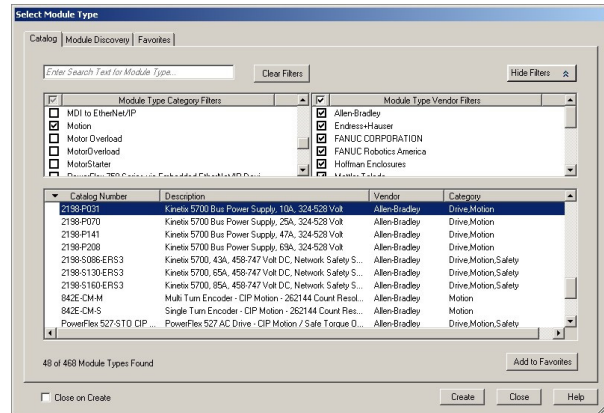 Select Module Type
Catalog Module Discovery Favorites
Enter Search Text for Module Type...
Clear Filters
Hide Filters
Module Type Category Filters
MDI to EtherNet/IP
Motion
Motor Overload
MotorOverload
MotorStarter
PowerFlex 750-Series via Embedded EtherNet/IP Devi
Module Type Vendor Filters
Allen-Bradley
Endress+Hauser
FANUC CORPORATION
FANUC Robotics America
Hoffman Enclosures
Mettler-Toledo
Catalog Number Description Vendor Category
2198-P031 Kinetix 5700 Bus Power Supply, 10A, 324-528 Volt Allen-Bradley Drive,Motion
2198-P070 Kinetix 5700 Bus Power Supply, 25A, 324-528 Volt Allen-Bradley Drive,Motion
2198-P141 Kinetix 5700 Bus Power Supply, 47A, 324-528 Volt Allen-Bradley Drive,Motion
2198-P208 Kinetix 5700 Bus Power Supply, 69A, 324-528 Volt Allen-Bradley Drive,Motion
2198-S086-ERS3 Kinetix 5700, 43A, 458-747 Volt DC, Network Safety S... Allen-Bradley Drive,Motion,Safety
2198-S130-ERS3 Kinetix 5700, 65A, 458-747 Volt DC, Network Safety S... Allen-Bradley Drive,Motion,Safety
2198-S160-ERS3 Kinetix 5700, 85A, 458-747 Volt DC, Network Safety S... Allen-Bradley Drive,Motion,Safety
842E-CM-M Multi Turn Encoder - CIP Motion - 262144 Count Resol... Allen-Bradley Motion
842E-CM-S Single Turn Encoder - CIP Motion - 262144 Count Res... Allen-Bradley Motion
PowerFlex 527-STO CIP ... PowerFlex 527 AC Drive - CIP Motion / Safe Torque O... Allen-Bradley Drive,Motion,Safety
48 of 468 Module Types Found
Add to Favorites
Close on Create
Create Close Help